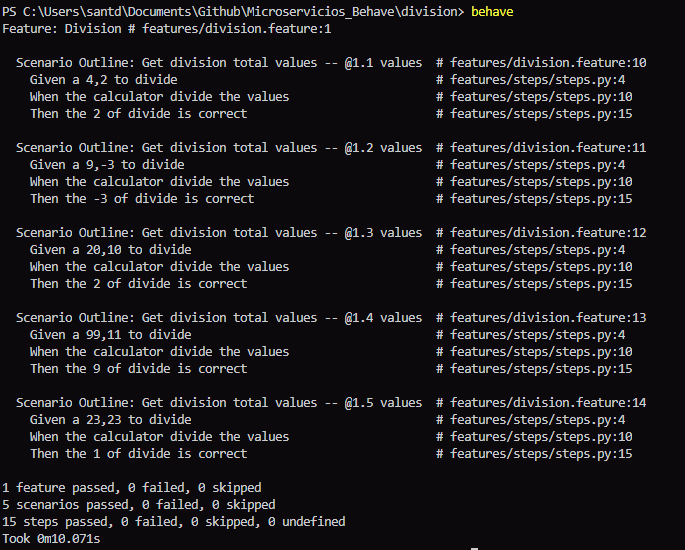 PS C:\Users\santd\Documents\Github\Microservicios_Behave\division> behave
Feature: Division # features/division.feature:1
Scenario Outline: Get division total values -- @1.1 values # features/division.feature:10
Given a 4,2 to divide # features/steps/steps.py:4
When the calculator divide the values # features/steps/steps.py:10
Then the 2 of divide is correct # features/steps/steps.py:15
Scenario Outline: Get division total values -- @1.2 values # features/division.feature:11
Given a 9,-3 to divide # features/steps/steps.py:4
When the calculator divide the values # features/steps/steps.py:10
Then the -3 of divide is correct # features/steps/steps.py:15
Scenario Outline: Get division total values -- @1.3 values # features/division.feature:12
Given a 20,10 to divide # features/steps/steps.py:4
When the calculator divide the values # features/steps/steps.py:10
Then the 2 of divide is correct # features/steps/steps.py:15
Scenario Outline: Get division total values -- @1.4 values # features/division.feature:13
Given a 99,11 to divide # features/steps/steps.py:4
When the calculator divide the values # features/steps/steps.py:10
Then the 9 of divide is correct # features/steps/steps.py:15
Scenario Outline: Get division total values -- @1.5 values # features/division.feature:14
Given a 23,23 to divide # features/steps/steps.py:4
When the calculator divide the values # features/steps/steps.py:10
Then the 1 of divide is correct # features/steps/steps.py:15
1 feature passed, 0 failed, 0 skipped
5 scenarios passed, 0 failed, 0 skipped
15 steps passed, 0 failed, 0 skipped, 0 undefined
Took 0m10.071s